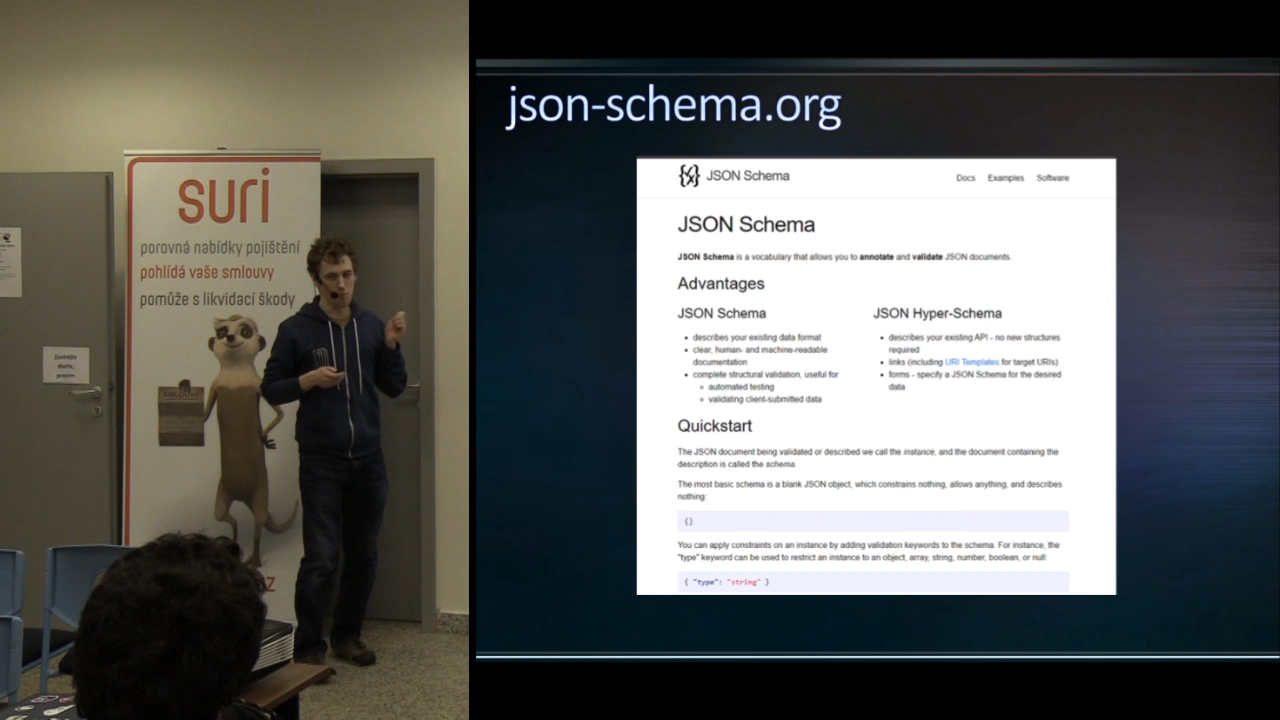 suri
porovná nabídky pojištění
pohlídá vaše smlouvy
pomůže s likvidací škody
SMLOUVA
Zavírejte
dveře,
prosím.
z
json-schema.org
JSON Schema
Docs Examples Software
JSON Schema
JSON Schema is a vocabulary that allows you to annotate and validate JSON documents.
Advantages
JSON Schema
describes your existing data format
clear, human- and machine-readable
documentation
complete structural validation, useful for
automated testing
validating client-submitted data
JSON Hyper-Schema
describes your existing API - no new structures
required
links (including URI Templates for target URIs)
forms - specify a JSON Schema for the desired
data
Quickstart
The JSON document being validated or described we call the instance, and the document containing the
description is called the schema.
The most basic schema is a blank JSON object, which constrains nothing, allows anything, and describes
nothing:
{}
You can apply constraints on an instance by adding validation keywords to the schema. For instance, the
"type" keyword can be used to restrict an instance to an object, array, string, number, boolean, or null:
{ "type": "string" }